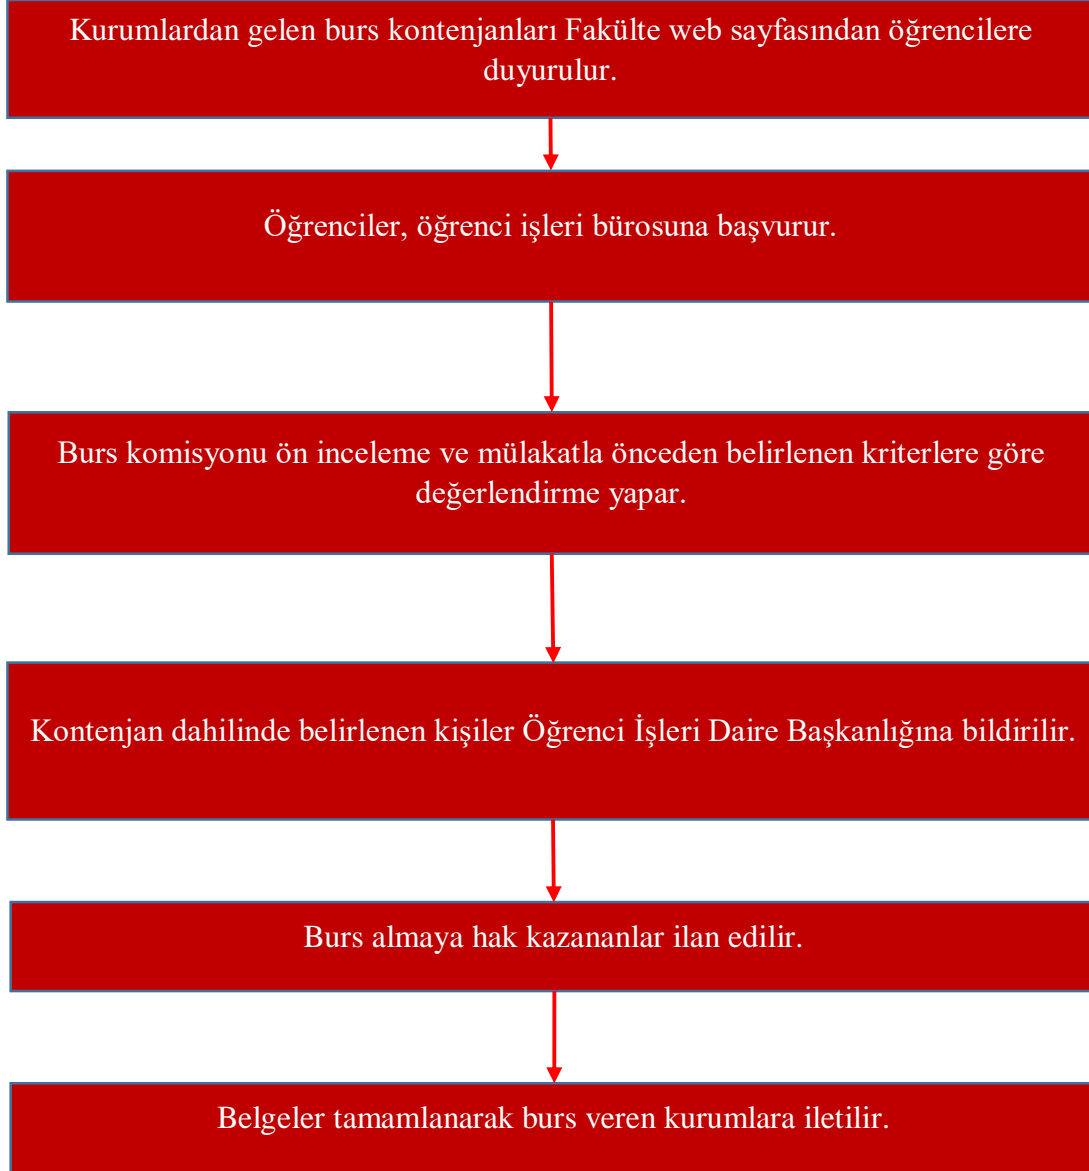 Kurumlardan gelen burs kontenjanları Fakülte web sayfasından öğrencilere
duyurulur.
Öğrenciler, öğrenci işleri bürosuna başvurur.
Burs komisyonu ön inceleme ve mülakatla önceden belirlenen kriterlere göre
değerlendirme yapar.
Kontenjan dahilinde belirlenen kişiler Öğrenci İşleri Daire Başkanlığına bildirilir.
Burs almaya hak kazananlar ilan edilir.
Belgeler tamamlanarak burs veren kurumlara iletilir.